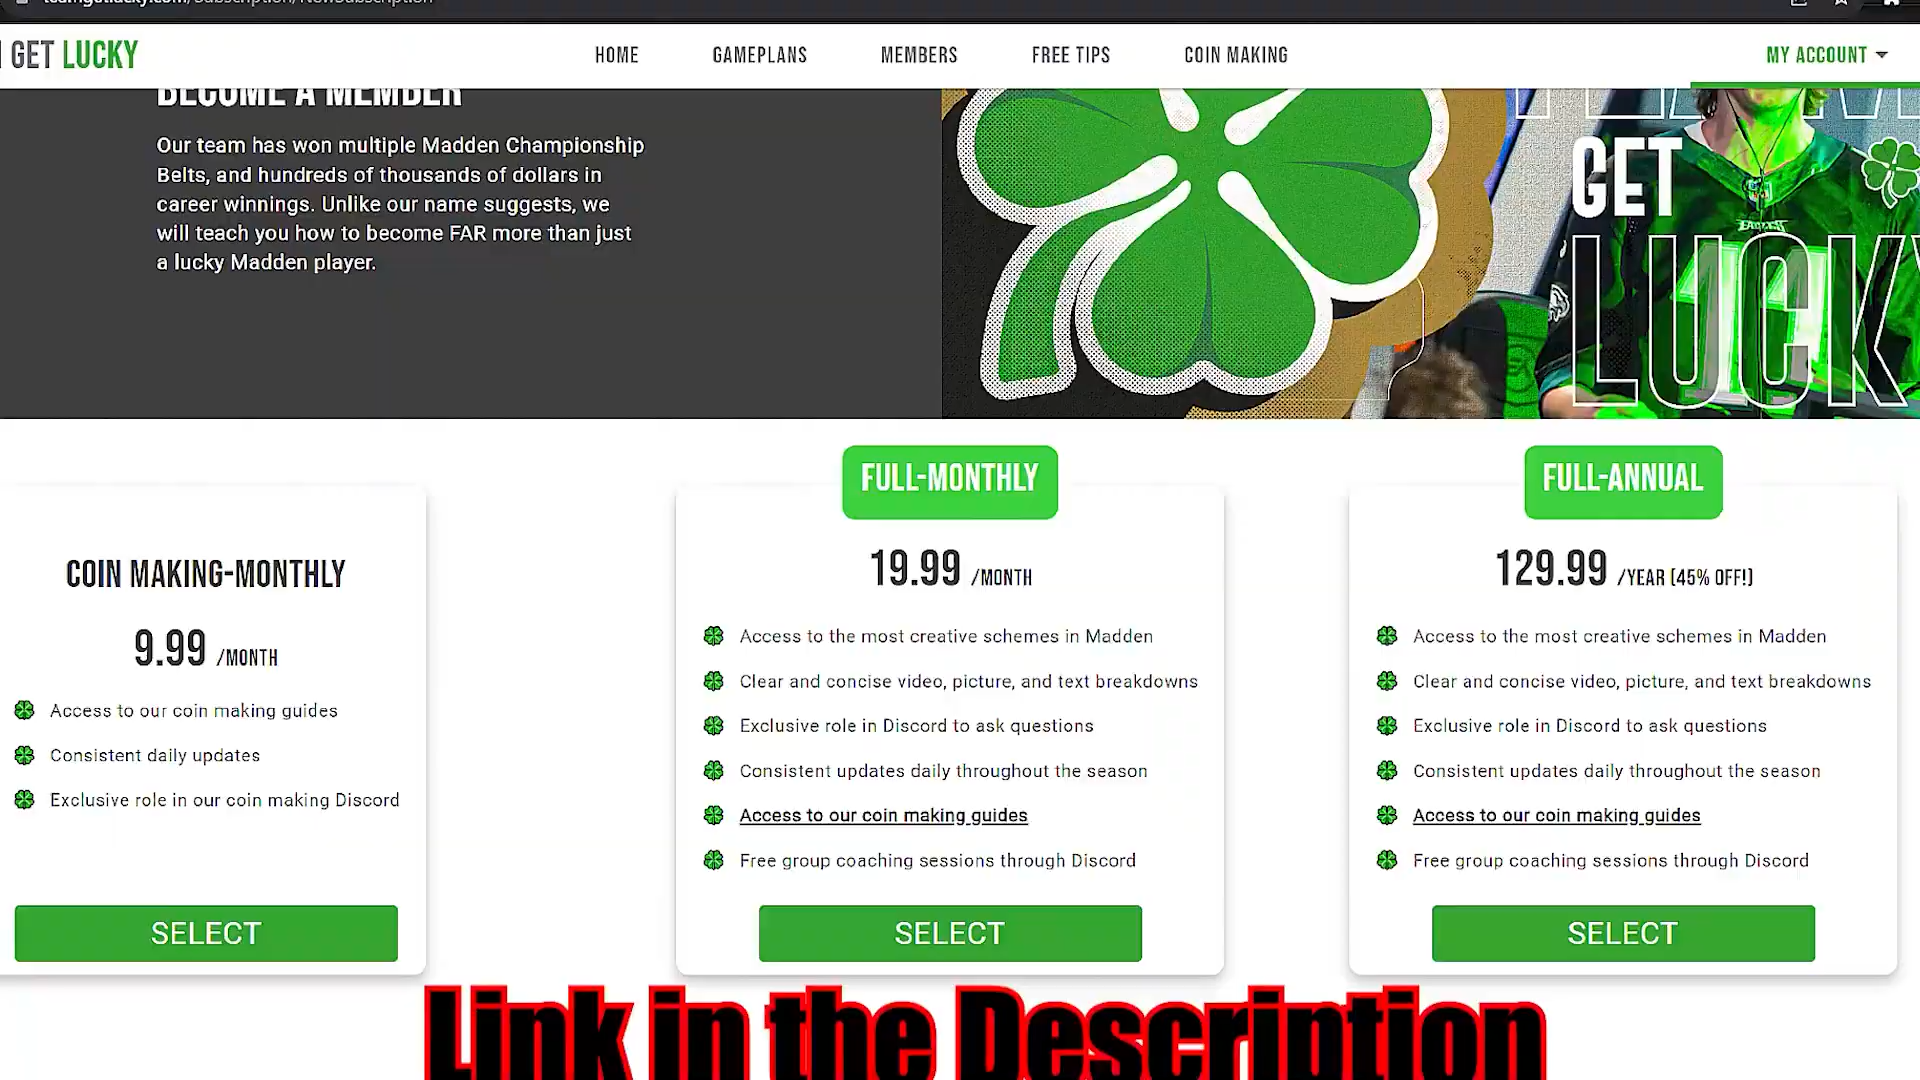 GET LUCKY
HOME
GAMEPLANS
MEMBERS
FREE TIPS
COIN MAKING
MY ACCOUNT
BECOME A MEMBER
Our team has won multiple Madden Championship
Belts, and hundreds of thousands of dollars in
career winnings. Unlike our name suggests, we
will teach you how to become FAR more than just
a lucky Madden player.
GET
LUCKY
EAGLES
COIN MAKING-MONTHLY
9.99 /MONTH
Access to our coin making guides
Consistent daily updates
Exclusive role in our coin making Discord
SELECT
FULL-MONTHLY
19.99 /MONTH
Access to the most creative schemes in Madden
Clear and concise video, picture, and text breakdowns
Exclusive role in Discord to ask questions
Consistent updates daily throughout the season
Access to our coin making guides
Free group coaching sessions through Discord
SELECT
FULL-ANNUAL
129.99 /YEAR (45% OFF!)
Access to the most creative schemes in Madden
Clear and concise video, picture, and text breakdowns
Exclusive role in Discord to ask questions
Consistent updates daily throughout the season
Access to our coin making guides
Free group coaching sessions through Discord
SELECT
Link in the Description